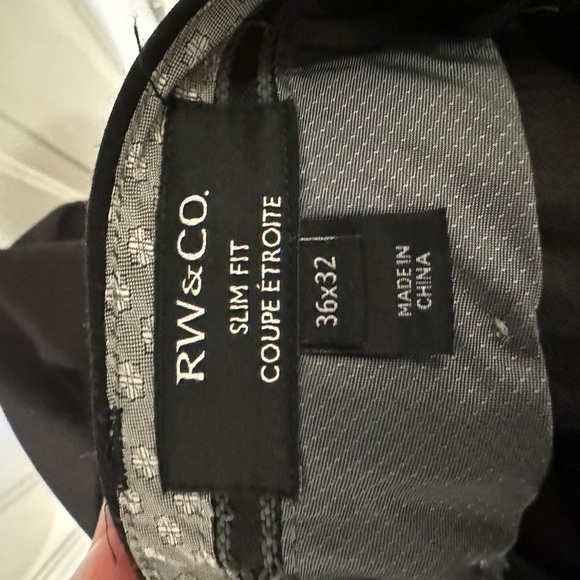 RW&CO.
SLIM FIT
COUPE ÉTROITE
36x32
MADE IN
CHINA